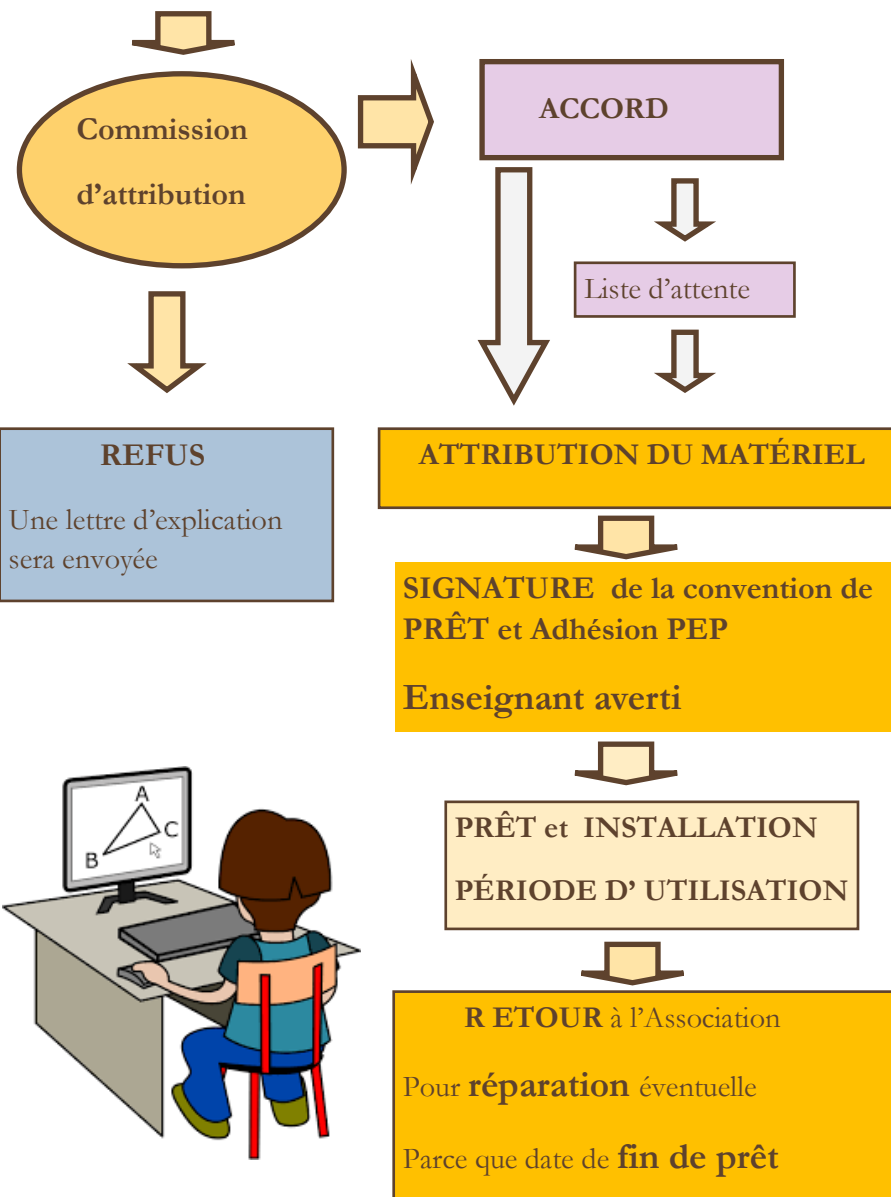 Commission
d'attribution
ACCORD
Liste d'attente
REFUS
Une lettre d'explication
sera envoyée
ATTRIBUTION DU MATÉRIEL
SIGNATURE de la convention de
PRÊT et Adhésion PEP
Enseignant averti
A
B
C
PRÊT et INSTALLATION
PÉRIODE D' UTILISATION
R ETOUR à l'Association
Pour réparation éventuelle
Parce que date de fin de prêt